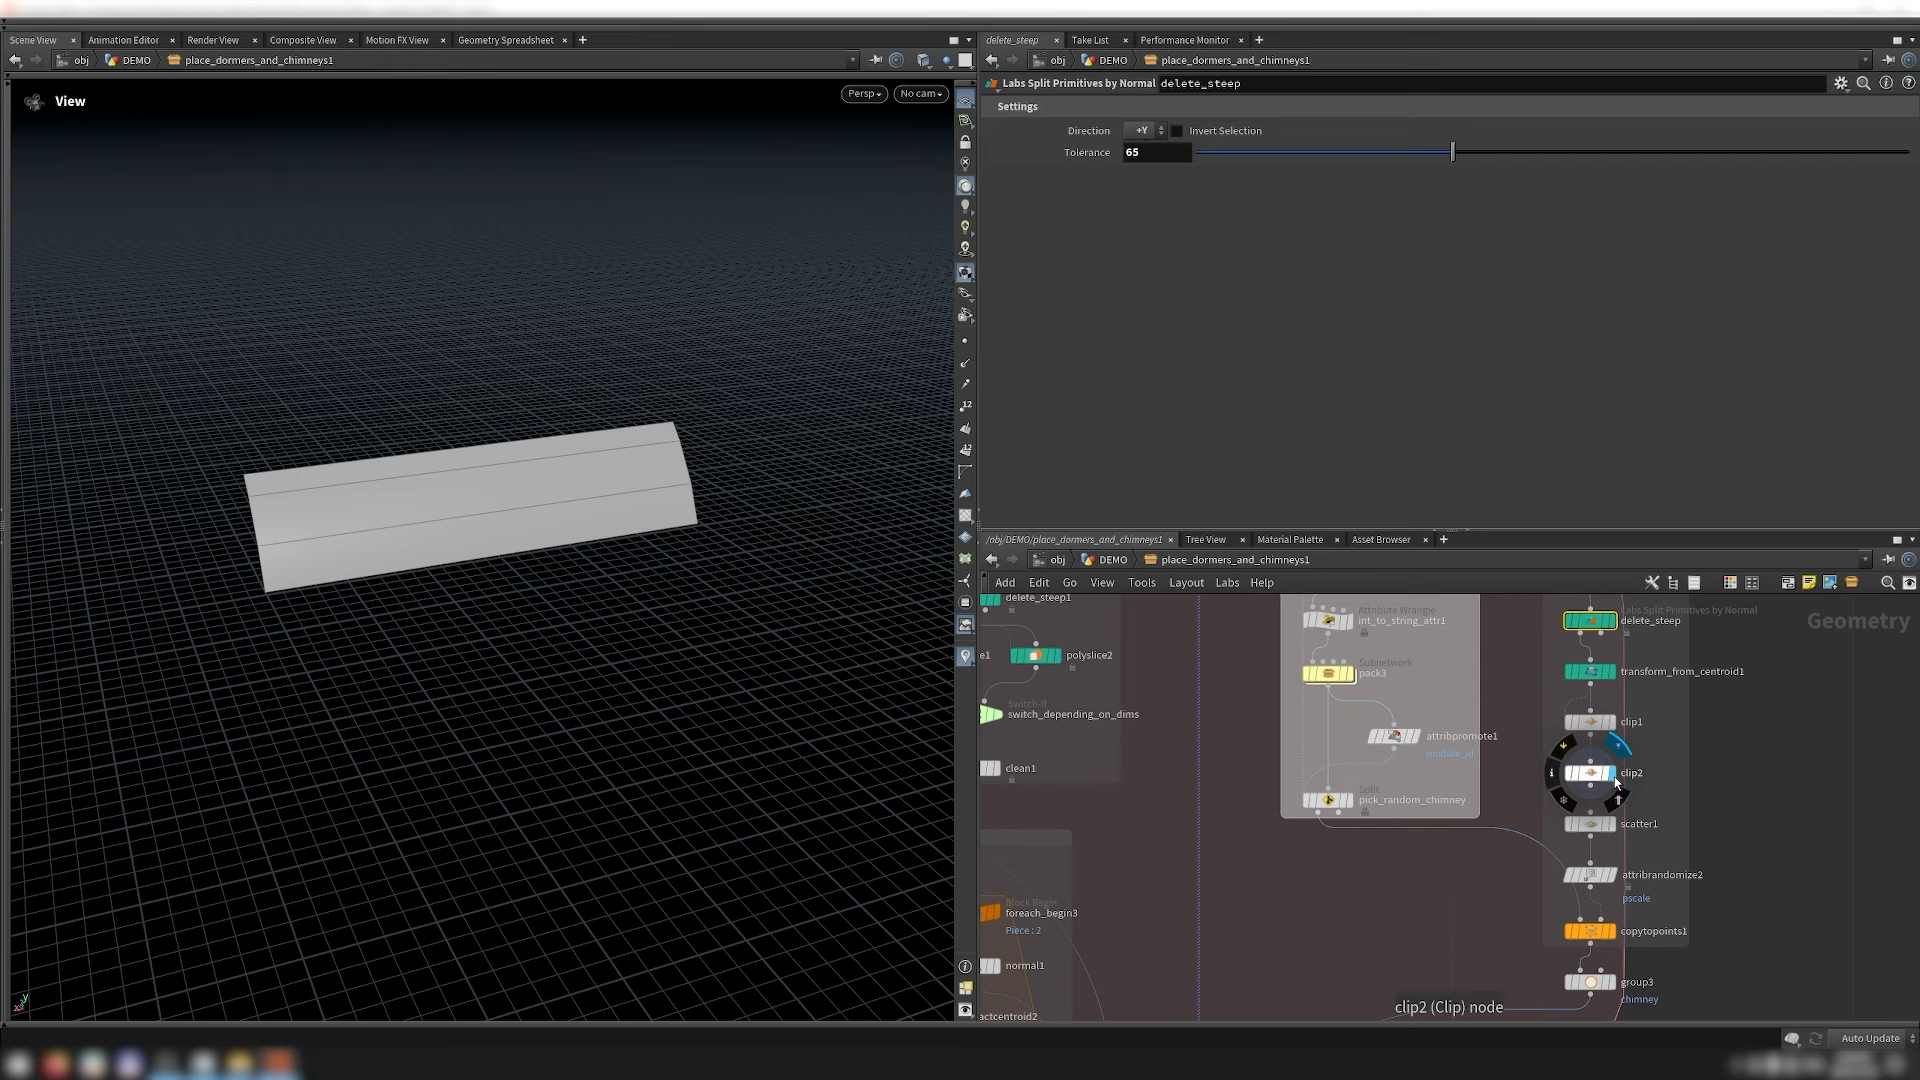 Scene View
Animation Editor
Render View
Composite View
Motion FX View
Geometry Spreadsheet
obj
DEMO
place_dormers_and_chimneys1
View
Persp
No cam
delete_steep
Take List
Performance Monitor
obj
DEMO
place_dormers_and_chimneys1
Labs Split Primitives by Normal delete_steep
Settings
Direction +Y Invert Selection
Tolerance 65
/obj/DEMO/place_dormers_and_chimneys1
Tree View
Material Palette
Asset Browser
obj
DEMO
place_dormers_and_chimneys1
Add Edit Go View Tools Layout Labs Help
delete_steep1
e1
polyslice2
Switch-If
switch_depending_on_dims
clean1
Block Begin
foreach_begin3
Piece : 2
normal1
actcentroid2
Attribute Wrangle
int_to_string_attr1
Subnetwork
pack3
attribpromote1
module_id
Split
pick_random_chimney
Labs Split Primitives by Normal
delete_steep
transform_from_centroid1
clip1
clip2
scatter1
attribrandomize2
pscale
copytopoints1
group3
chimney
Geometry
clip2 (Clip) node
Auto Update